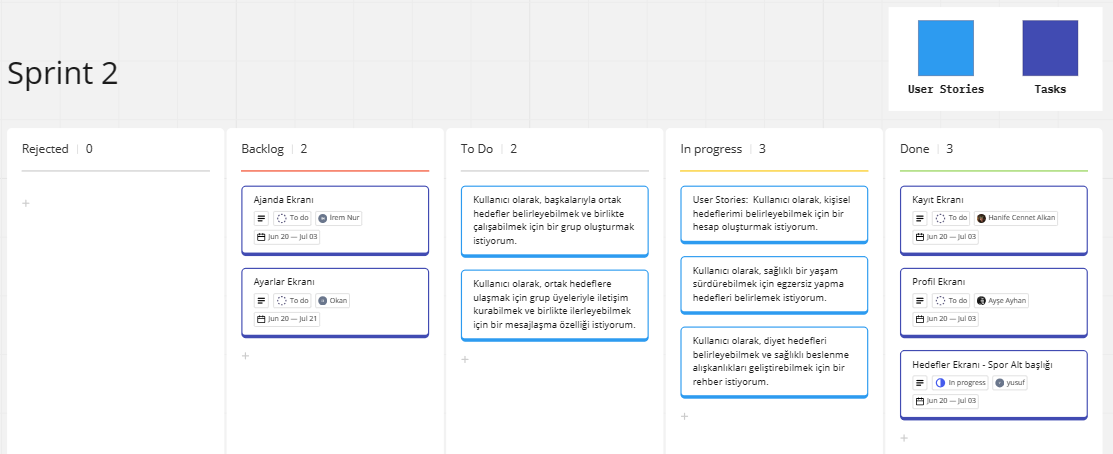 Sprint 2
User Stories
Tasks
Rejected 0
Backlog 2
Ajanda Ekranı
To do İrem Nur
Jun 20 — Jul 03
Ayarlar Ekranı
To do Okan
Jun 20 — Jul 21
To Do 2
Kullanıcı olarak, başkalarıyla ortak
hedefler belirleyebilmek ve birlikte
çalışabilmek için bir grup oluşturmak
istiyorum.
Kullanıcı olarak, ortak hedeflere
ulaşmak için grup üyeleriyle iletişim
kurabilmek ve birlikte ilerleyebilmek
için bir mesajlaşma özelliği istiyorum.
In progress 3
User Stories: Kullanıcı olarak, kişisel
hedeflerimi belirleyebilmek için bir
hesap oluşturmak istiyorum.
Kullanıcı olarak, sağlıklı bir yaşam
sürdürebilmek için egzersiz yapma
hedefleri belirlemek istiyorum.
Kullanıcı olarak, diyet hedefleri
belirleyebilmek ve sağlıklı beslenme
alışkanlıkları geliştirebilmek için bir
rehber istiyorum.
Done 3
Kayıt Ekranı
To do Hanife Cennet Alkan
Jun 20 — Jul 03
Profil Ekranı
To do Ayşe Ayhan
Jun 20 — Jul 03
Hedefler Ekranı - Spor Alt başlığı
In progress yusuf
Jun 20 — Jul 03